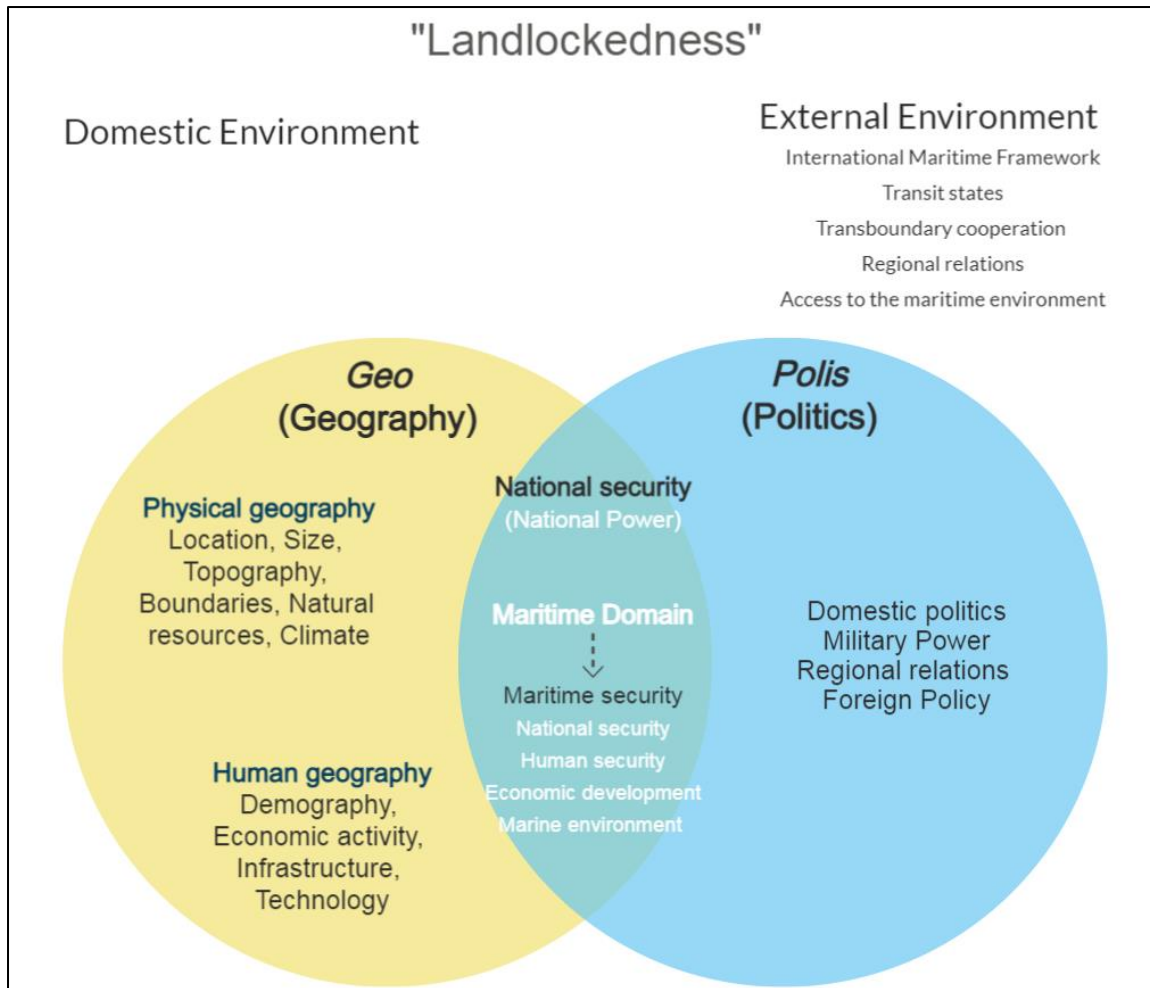 "Landlockedness"
Domestic Environment
External Environment
International Maritime Framework
Transit states
Transboundary cooperation
Regional relations
Access to the maritime environment
Geo
(Geography)
Physical geography
Location, Size,
Topography,
Boundaries, Natural
resources, Climate
Human geography
Demography,
Economic activity,
Infrastructure,
Technology
National security
(National Power)
Maritime Domain
Maritime security
National security
Human security
Economic development
Marine environment
Polis
(Politics)
Domestic politics
Military Power
Regional relations
Foreign Policy